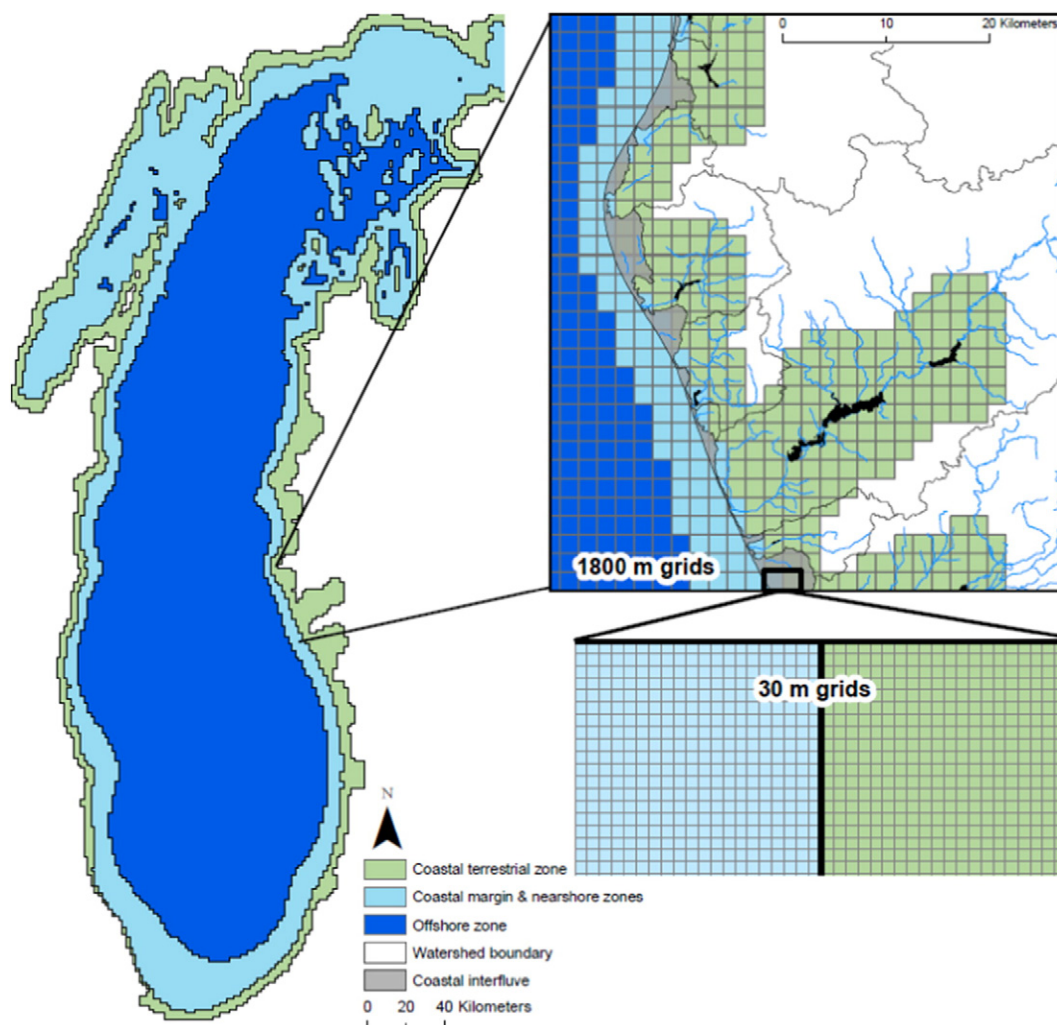 0 10 20 Kilometers
1800 m grids
30 m grids
N
Coastal terrestrial zone
Coastal margin & nearshore zones
Offshore zone
Watershed boundary
Coastal interfluve
0 20 40 Kilometers